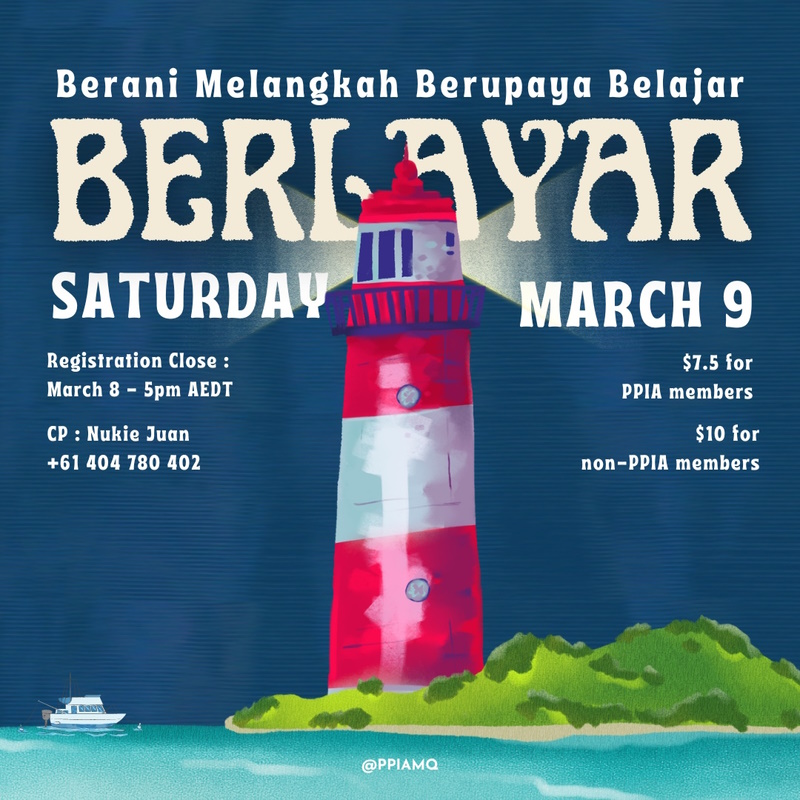 Berani Melangkah Berupaya Belajar
BERLAYAR
SATURDAY
MARCH 9
Registration Close :
March 8 - 5pm AEDT
CP : Nukie Juan
+61 404 780 402
$7.5 for
PPIA members
$10 for
non-PPIA members
@PPIAMQ